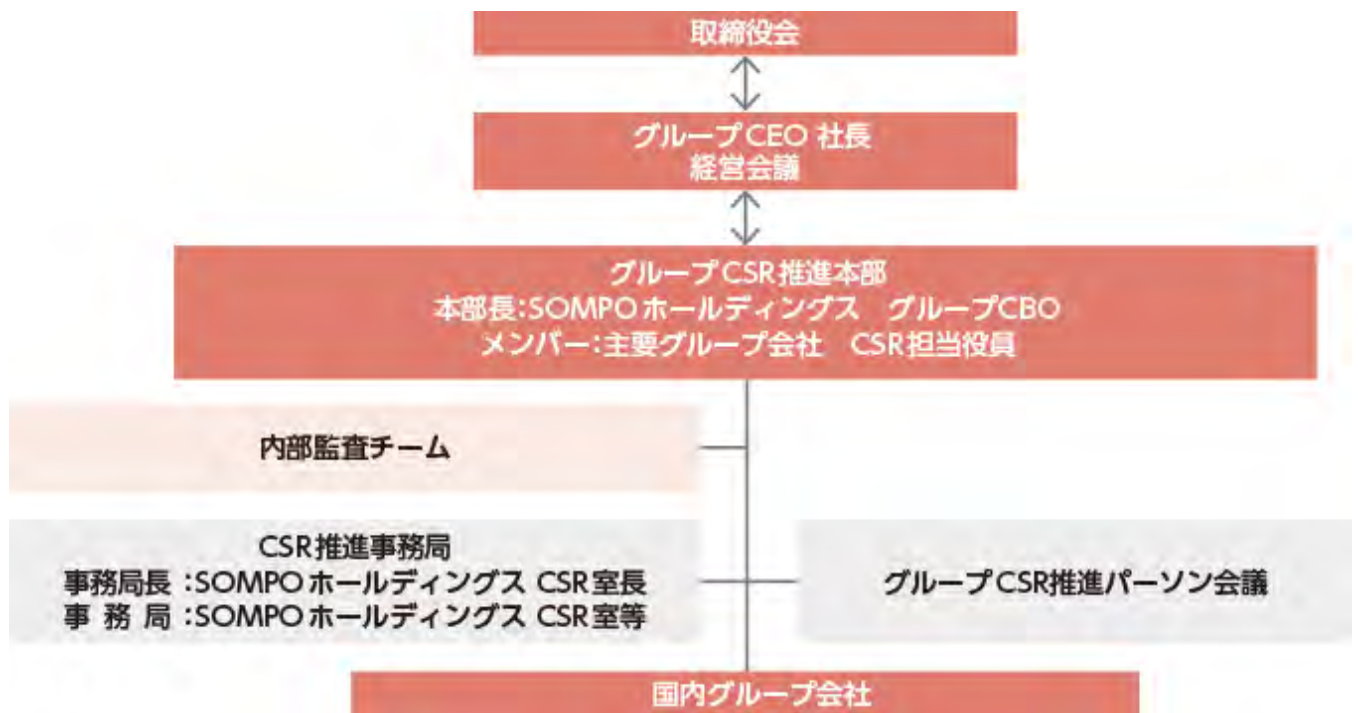 取締役会
グループCEO 社長
経営会議
グループCSR推進本部
本部長:SOMPOホールディングス グループCBO
メンバー:主要グループ会社 CSR担当役員
内部監査チーム
CSR推進事務局
事務局長:SOMPOホールディングス CSR室長
事 務 局:SOMPOホールディングス CSR室等
グループCSR推進パーソン会議
国内グループ会社